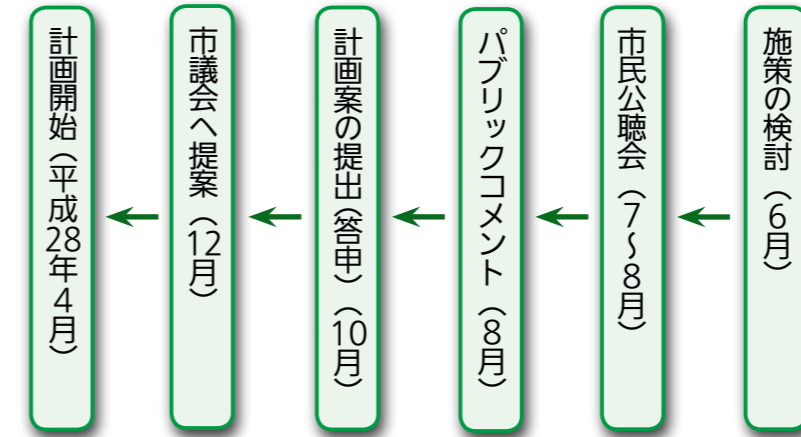 施策の検討（6月）
市民公聴会（7～8月）
パブリックコメント（8月）
計画案の提出（答申）（10月）
市議会へ提案（12月）
計画開始（平成28年4月）